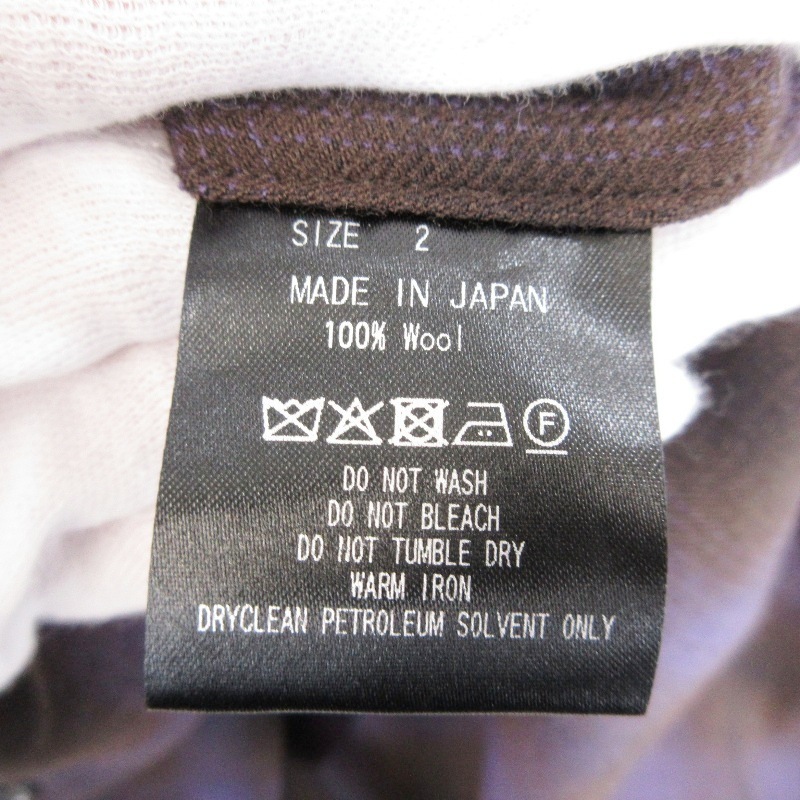 SIZE 2
MADE IN JAPAN
100% Wool
F
DO NOT WASH
DO NOT BLEACH
DO NOT TUMBLE DRY
WARM IRON
DRYCLEAN PETROLEUM SOLVENT ONLY